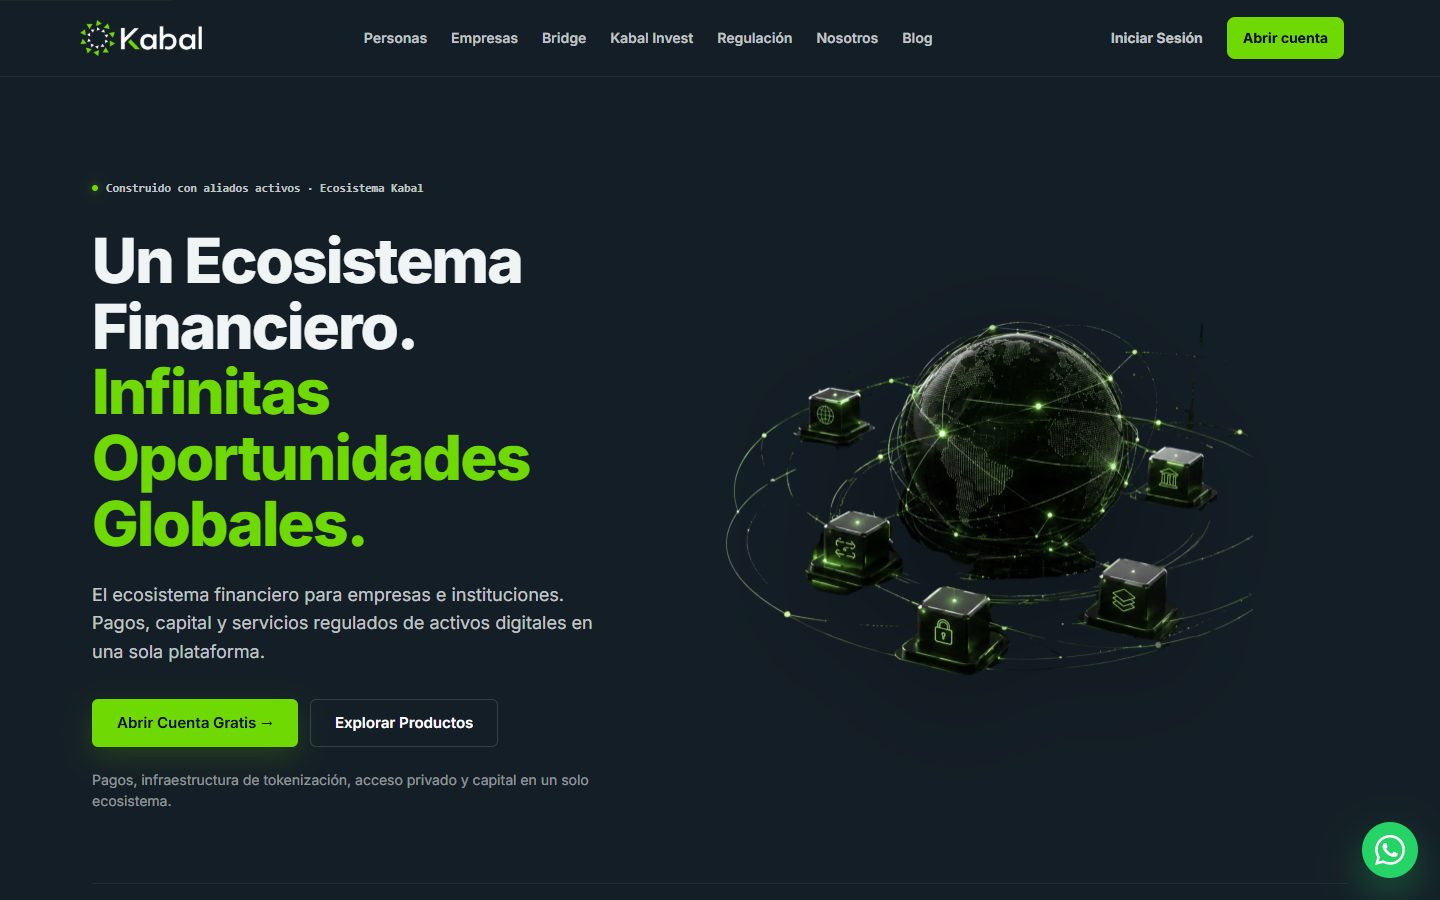 Kabal
Personas
Empresas
Bridge
Kabal Invest
Regulación
Nosotros
Blog
Iniciar Sesión
Abrir cuenta
Construido con aliados activos · Ecosistema Kabal
Un Ecosistema
Financiero.
Infinitas
Oportunidades
Globales.
El ecosistema financiero para empresas e instituciones.
Pagos, capital y servicios regulados de activos digitales en
una sola plataforma.
Abrir Cuenta Gratis →
Explorar Productos
Pagos, infraestructura de tokenización, acceso privado y capital en un solo
ecosistema.